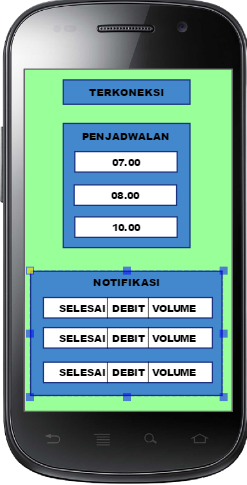 TERKONEKSI
PENJADWALAN
07.00
08.00
10.00
NOTIFIKASI
SELESAI DEBIT VOLUME
SELESAI DEBIT VOLUME
SELESAI DEBIT VOLUME